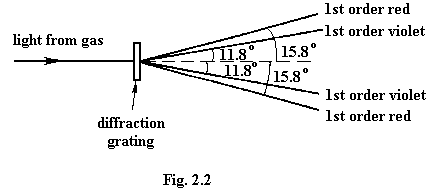 1st order red
1st order violet
light from gas
11.8°
15.8°
11.8°
15.8°
1st order violet
1st order red
diffraction
grating
Fig. 2.2